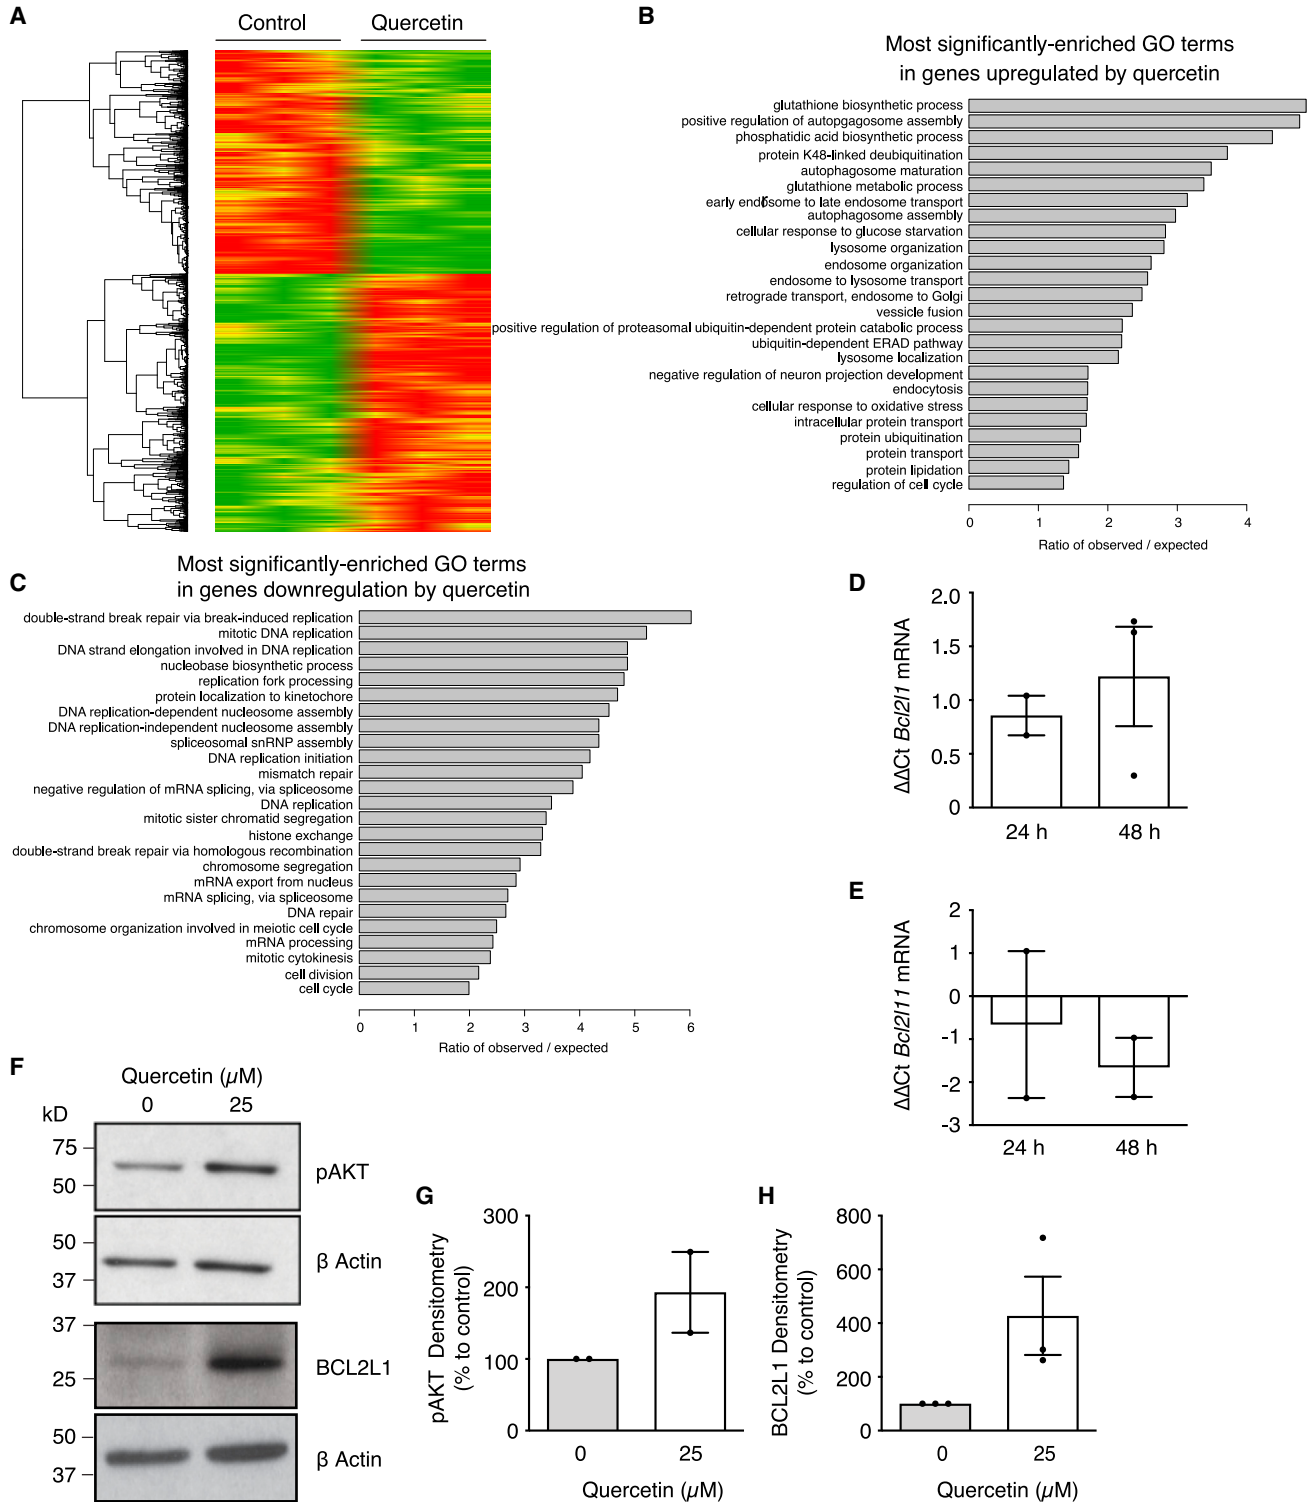 A
Control
Quercetin
B
Most significantly-enriched GO terms
in genes upregulated by quercetin
glutathione biosynthetic process
positive regulation of autopgagosome assembly
phosphatidic acid biosynthetic process
protein K48-linked deubiquitination
autophagosome maturation
glutathione metabolic process
early endosome to late endosome transport
autophagosome assembly
cellular response to glucose starvation
lysosome organization
endosome organization
endosome to lysosome transport
retrograde transport, endosome to Golgi
vessicle fusion
positive regulation of proteasomal ubiquitin-dependent protein catabolic process
ubiquitin-dependent ERAD pathway
lysosome localization
negative regulation of neuron projection development
endocytosis
cellular response to oxidative stress
intracellular protein transport
protein ubiquitination
protein transport
protein lipidation
regulation of cell cycle
0 1 2 3 4
Ratio of observed / expected
C
Most significantly-enriched GO terms
in genes downregulation by quercetin
double-strand break repair via break-induced replication
mitotic DNA replication
DNA strand elongation involved in DNA replication
nucleobase biosynthetic process
replication fork processing
protein localization to kinetochore
DNA replication-dependent nucleosome assembly
DNA replication-independent nucleosome assembly
spliceosomal snRNP assembly
DNA replication initiation
mismatch repair
negative regulation of mRNA splicing, via spliceosome
DNA replication
mitotic sister chromatid segregation
histone exchange
double-strand break repair via homologous recombination
chromosome segregation
mRNA export from nucleus
mRNA splicing, via spliceosome
DNA repair
chromosome organization involved in meiotic cell cycle
mRNA processing
mitotic cytokinesis
cell division
cell cycle
0 1 2 3 4 5 6
Ratio of observed / expected
D
ΔΔCt Bcl2l1 mRNA
2.0
1.5
1.0
0.5
0
24 h 48 h
E
ΔΔCt Bcl2l11 mRNA
2
1
0
-1
-2
-3
24 h 48 h
F
Quercetin (µM)
kD
0 25
75
50
pAKT
50
37
β Actin
37
25
BCL2L1
50
37
β Actin
G
pAKT Densitometry
(% to control)
300
200
100
0
0 25
Quercetin (µM)
H
BCL2L1 Densitometry
(% to control)
800
600
400
200
0
0 25
Quercetin (µM)